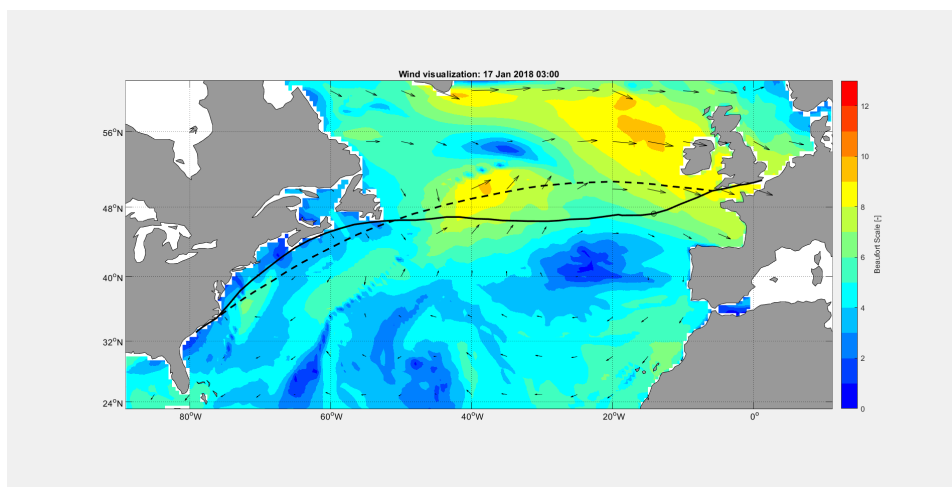 Wind visualization: 17 Jan 2018 03:00
56°N
48°N
40°N
32°N
24°N
80°W
60°W
40°W
20°W
0°
12
10
8
6
4
2
0
Beaufort Scale [-]